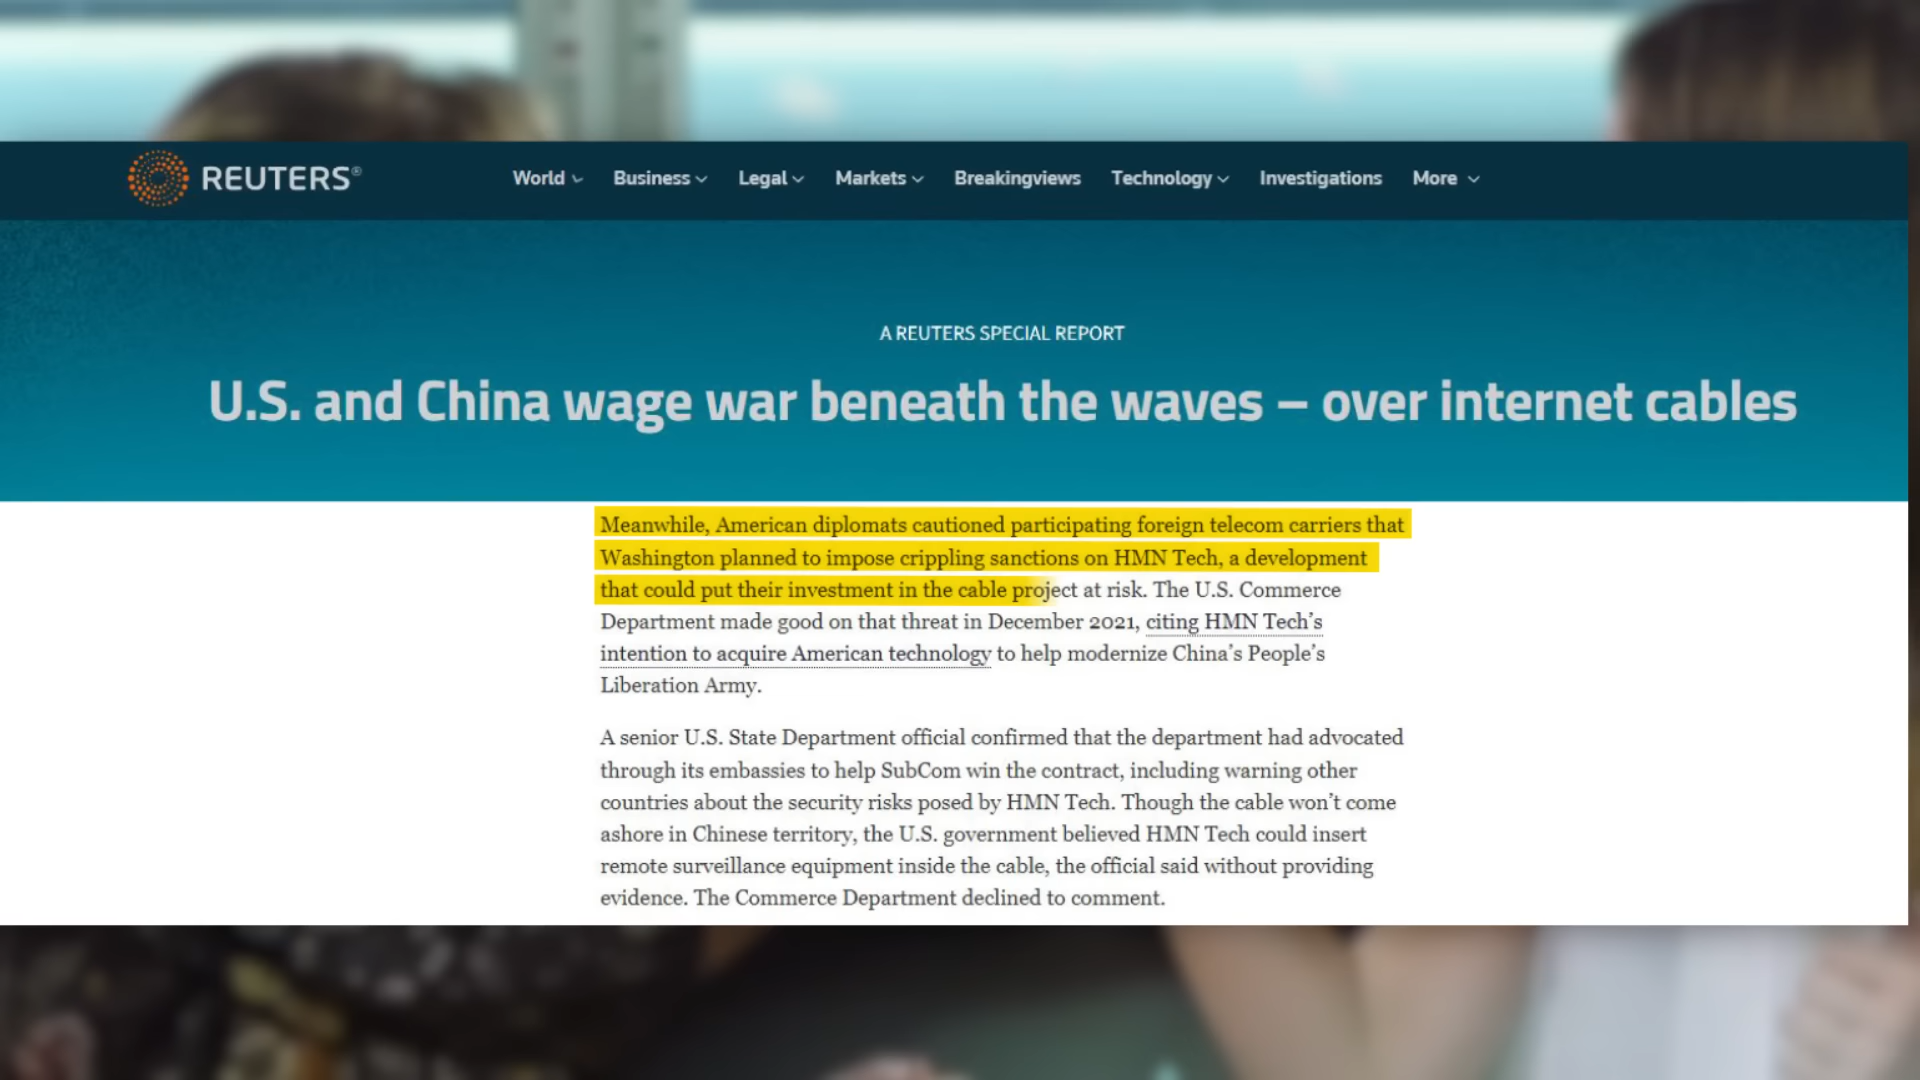 REUTERS®
World Business Legal Markets Breakingviews Technology Investigations More
A REUTERS SPECIAL REPORT
U.S. and China wage war beneath the waves – over internet cables
Meanwhile, American diplomats cautioned participating foreign telecom carriers that
Washington planned to impose crippling sanctions on HMN Tech, a development
that could put their investment in the cable project at risk. The U.S. Commerce
Department made good on that threat in December 2021, citing HMN Tech’s
intention to acquire American technology to help modernize China’s People’s
Liberation Army.
A senior U.S. State Department official confirmed that the department had advocated
through its embassies to help SubCom win the contract, including warning other
countries about the security risks posed by HMN Tech. Though the cable won’t come
ashore in Chinese territory, the U.S. government believed HMN Tech could insert
remote surveillance equipment inside the cable, the official said without providing
evidence. The Commerce Department declined to comment.